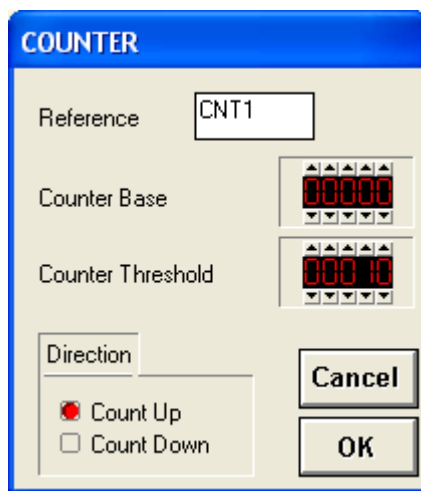 COUNTER
Reference CNT1
Counter Base 00000
Counter Threshold 00010
Direction
Count Up
Count Down
Cancel
OK